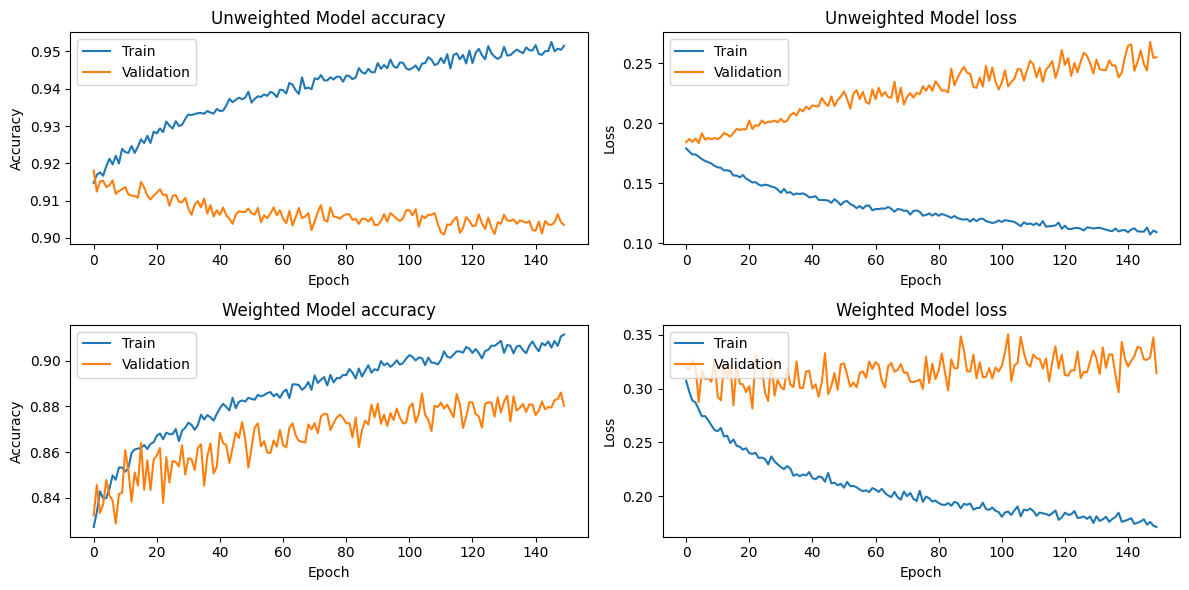 Unweighted Model accuracy
Accuracy
0.95
0.94
0.93
0.92
0.91
0.90
Train
Validation
0 20 40 60 80 100 120 140
Epoch
Unweighted Model loss
Loss
0.25
0.20
0.15
0.10
Train
Validation
0 20 40 60 80 100 120 140
Epoch
Weighted Model accuracy
Accuracy
0.90
0.88
0.86
0.84
Train
Validation
0 20 40 60 80 100 120 140
Epoch
Weighted Model loss
Loss
0.35
0.30
0.25
0.20
Train
Validation
0 20 40 60 80 100 120 140
Epoch